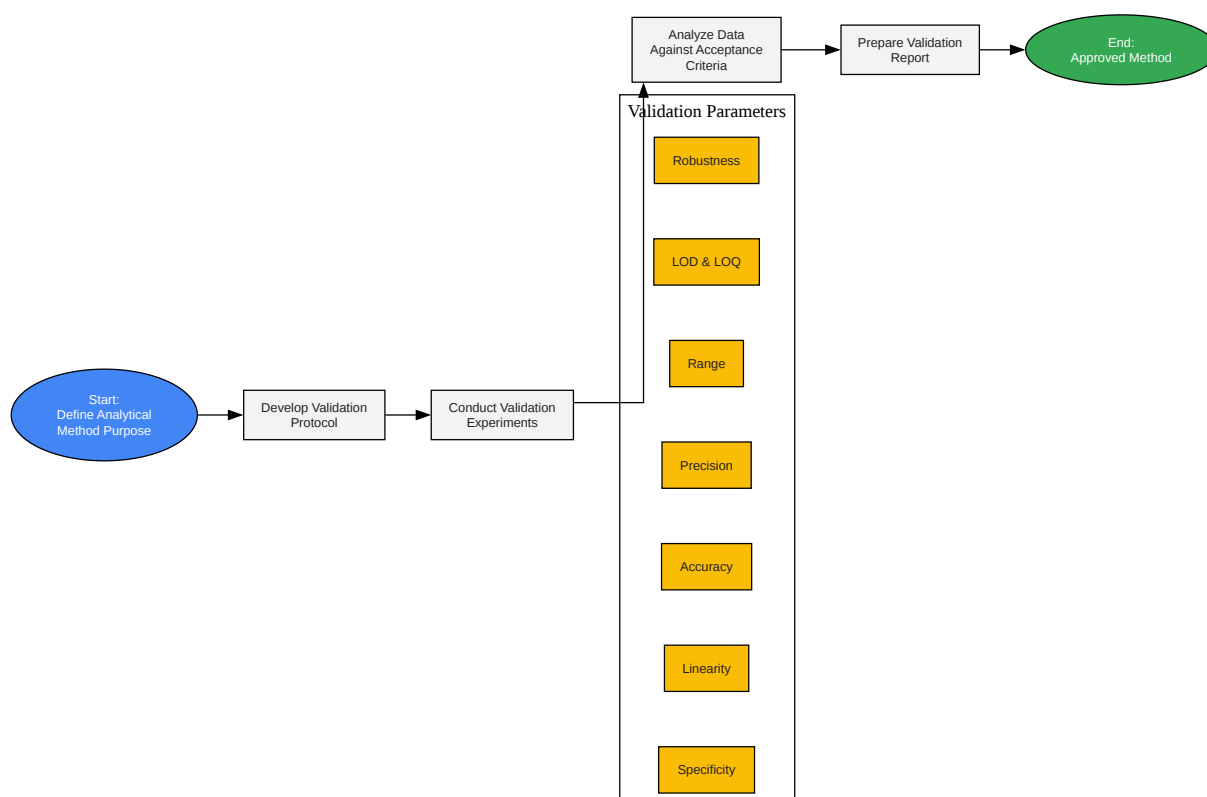 Analyze Data
Against Acceptance
Criteria
Prepare Validation
Report
End:
Approved Method
Validation Parameters
Robustness
LOD & LOQ
Range
Start:
Define Analytical
Method Purpose
Develop Validation
Protocol
Conduct Validation
Experiments
Precision
Accuracy
Linearity
Specificity